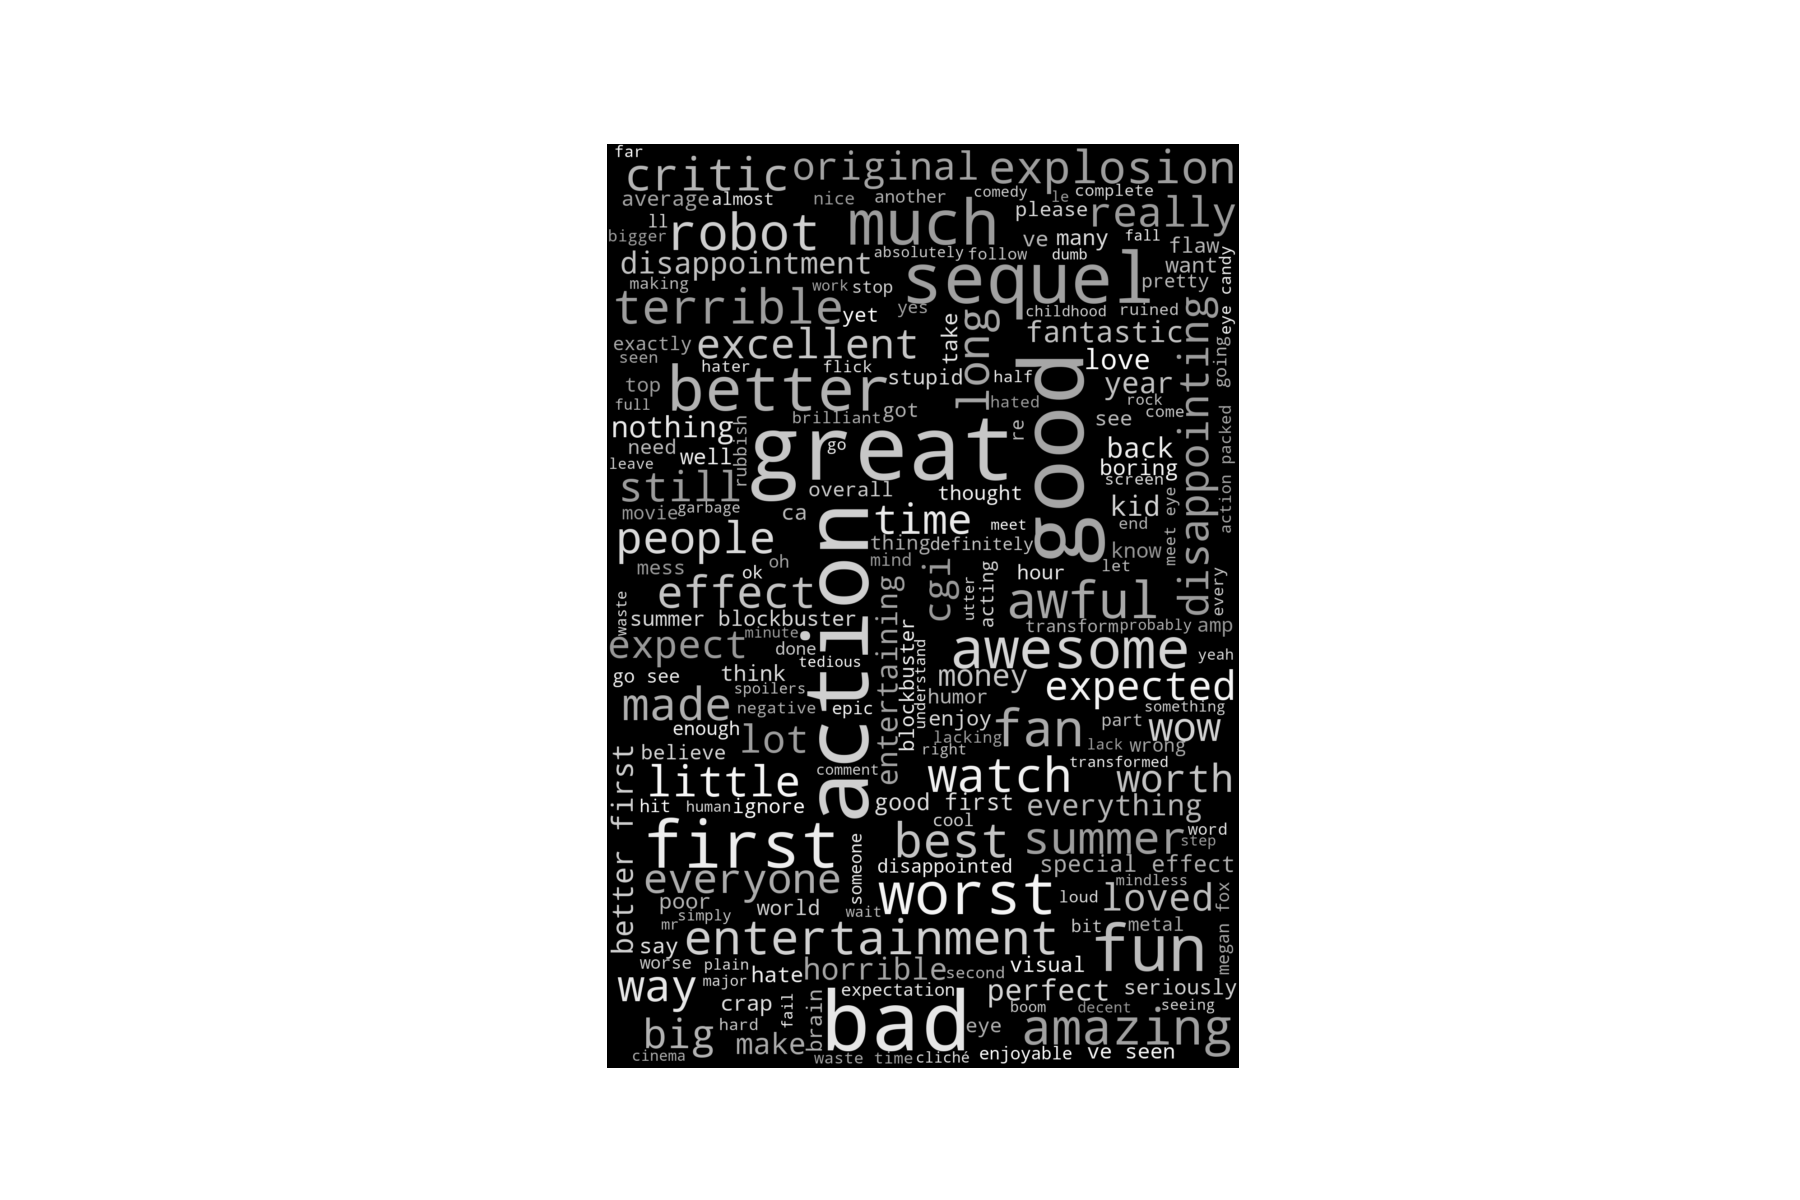 far
critic original explosion
average almost nice another comedy le complete
ll robot much please really
bigger ve many fall flaw
disappointment absolutely follow dumb want
making work stop sequel pretty eye candy
terrible yet yes childhood ruined
exactly excellent take long fantastic going
seen hater flick love
top better stupid half good year disappointing
full brilliant got hated rock come
nothing great go re see
need well rubbish back
leave boring action packed
still overall thought screen
movie garbage ca time meet kid meet eye
people action thing definitely end
mess oh mind know
ok cgi hour let
effect entertaining utter acting awful every
waste summer blockbuster transform probably amp
expect minute done blockbuster understand awesome yeah
tedious
go see think money expected
spoilers humor
made negative epic enjoy fan part something wow
enough lot lacking lack wrong
believe right
better first little comment watch transformed worth
hit human ignore good first everything
first cool best summer word
someone step
everyone disappointed special effect
poor world worst loud mindless loved megan fox
mr simply wait
say entertainment bit metal fun
worse plain hate horrible second visual
way major expectation perfect seriously
crap fail brain bad boom decent seeing
big hard make eye amazing
cinema waste time cliché enjoyable ve seen